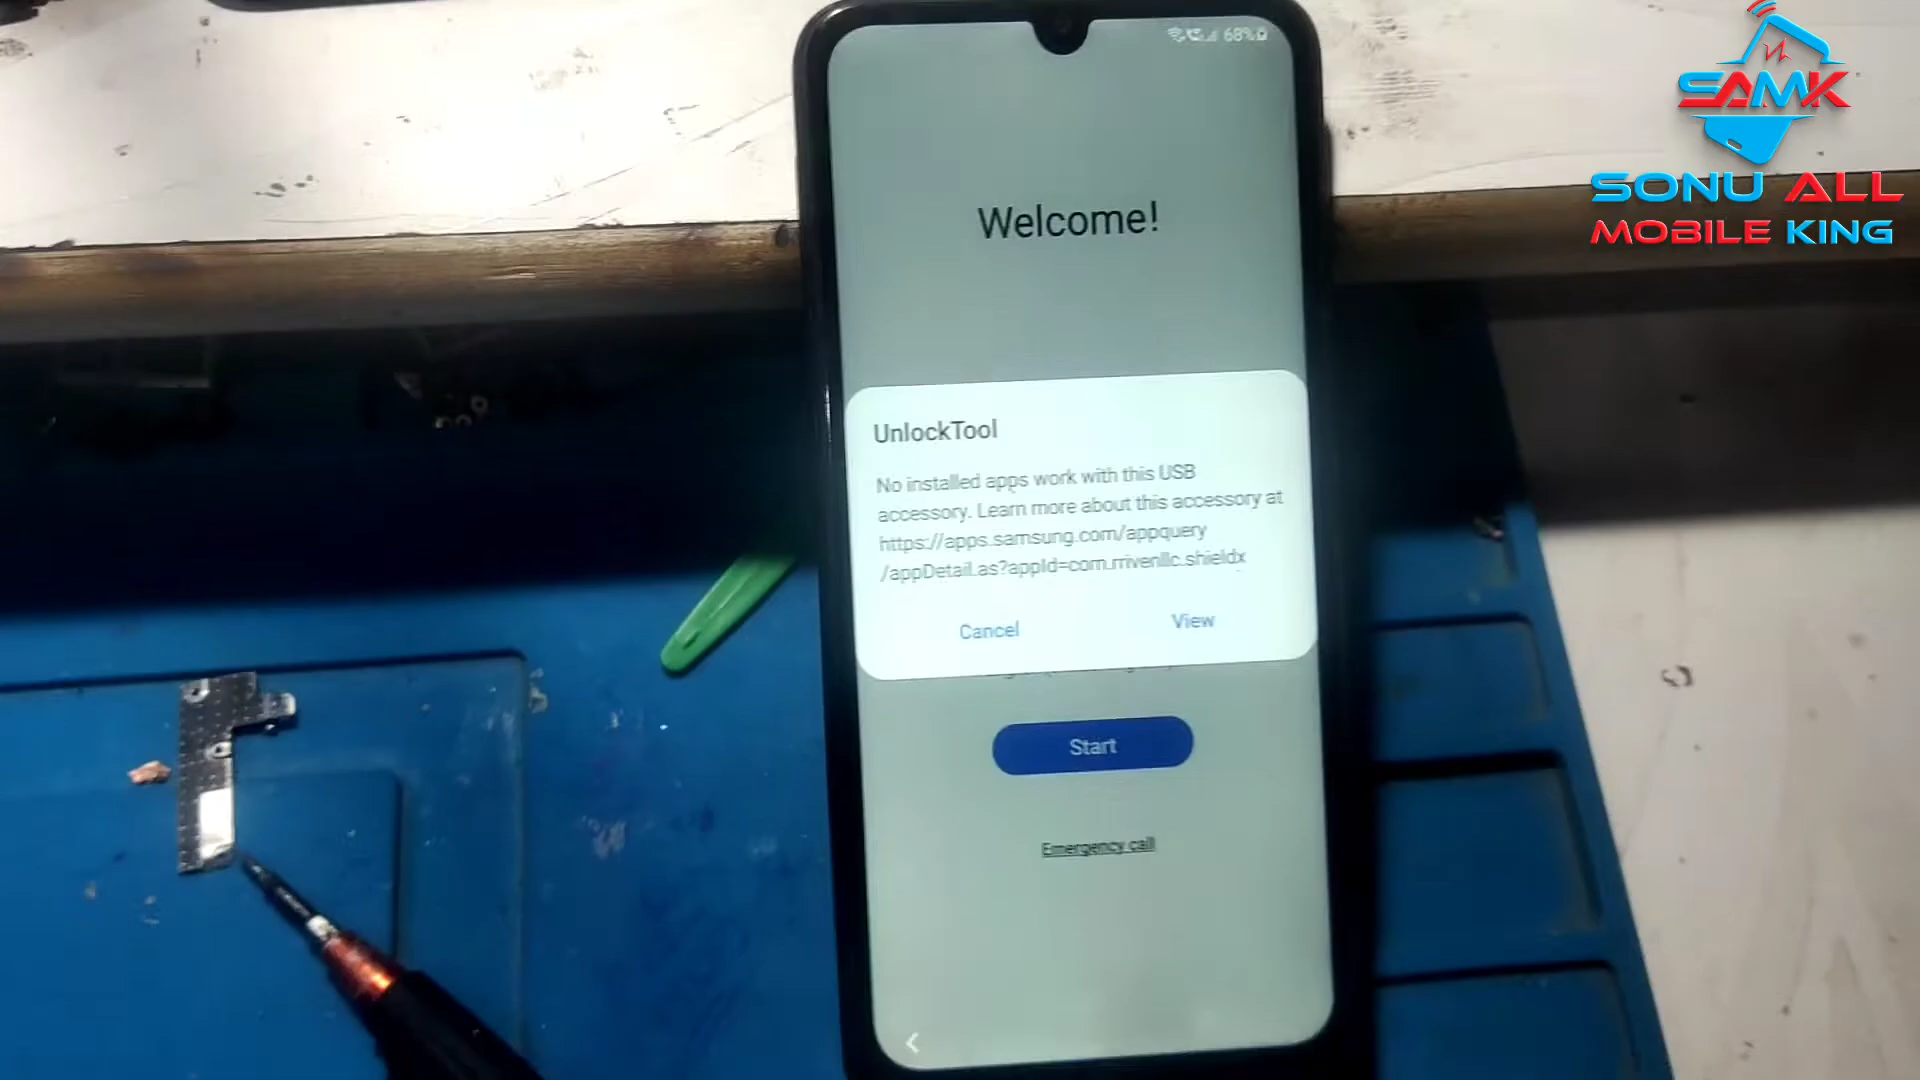 68%
Welcome!
UnlockTool
No installed apps work with this USB
accessory. Learn more about this accessory at
https://apps.samsung.com/appquery
/appDetail.as?appId=com.rrivenllc.shieldx
Cancel
View
Start
Emergency call
SAMK
SONU ALL
MOBILE KING